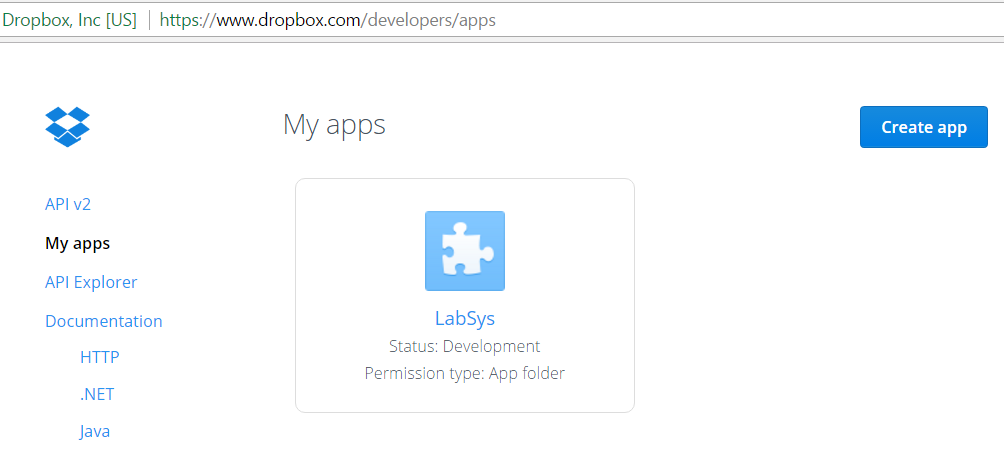 Dropbox, Inc [US] https://www.dropbox.com/developers/apps
My apps
Create app
API v2
My apps
API Explorer
Documentation
HTTP
.NET
Java
LabSys
Status: Development
Permission type: App folder